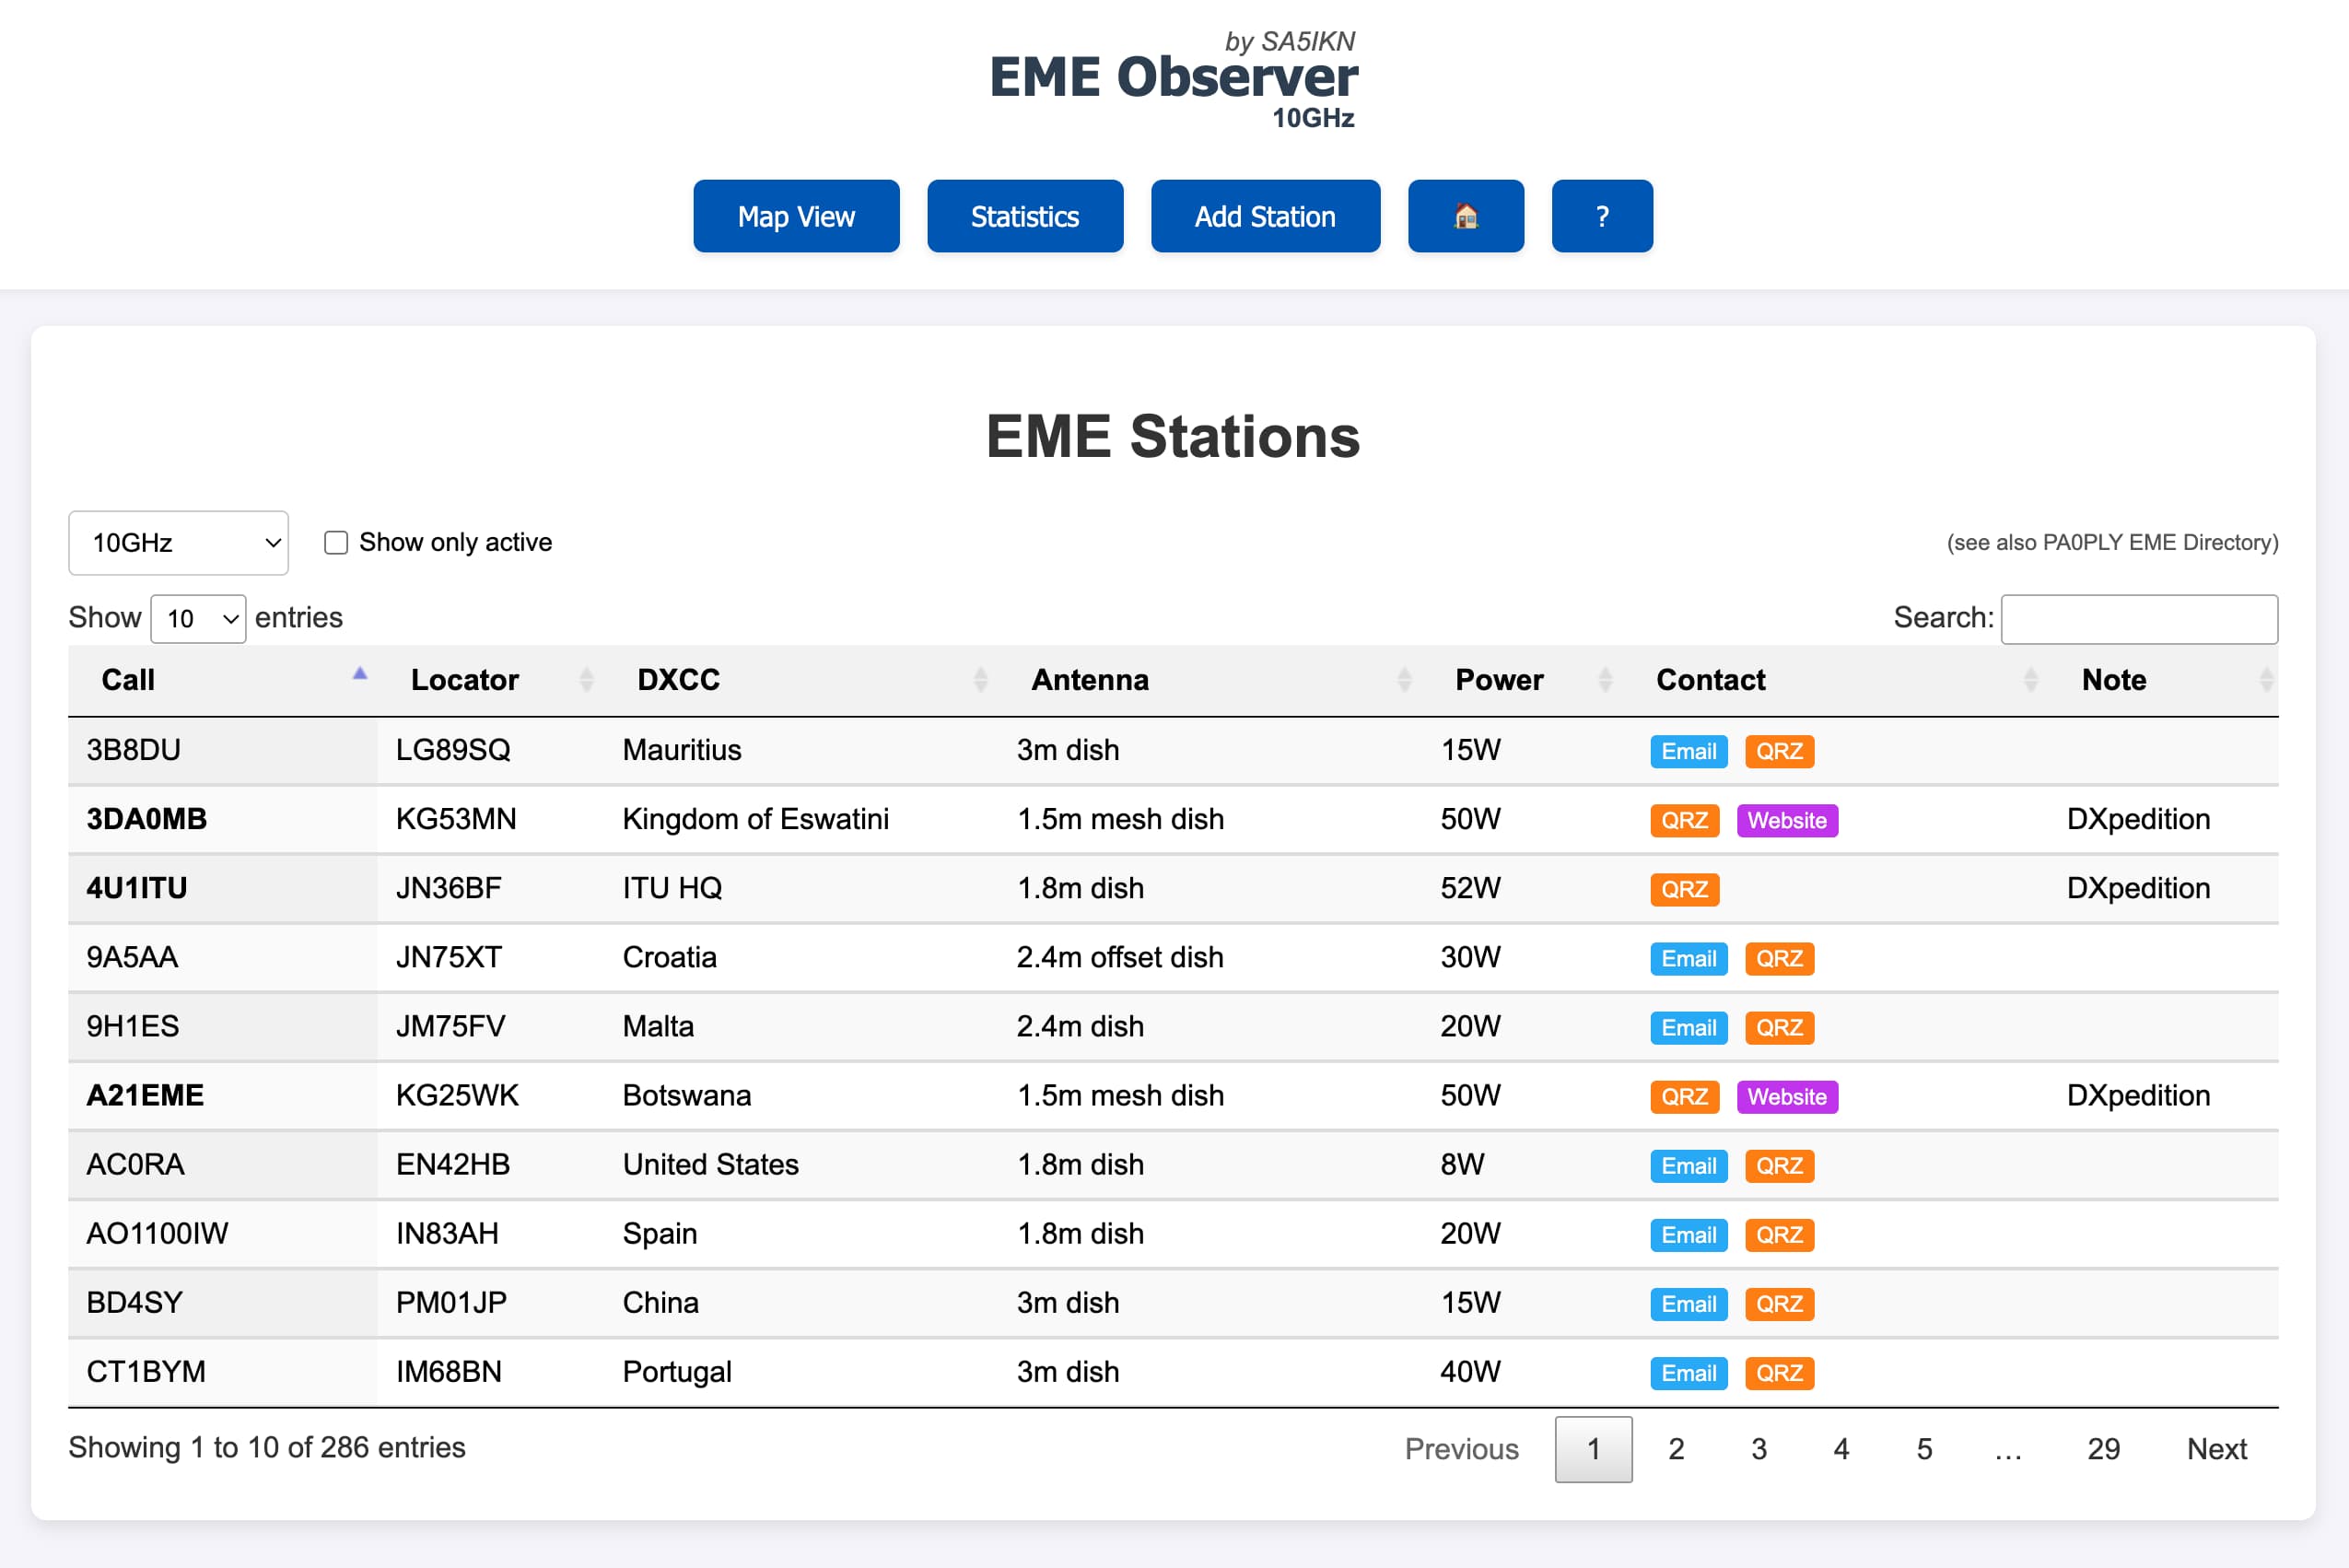 by SA5IKN
EME Observer
10GHz
Map View Statistics Add Station ?
EME Stations
10GHz Show only active (see also PA0PLY EME Directory)
Show 10 entries Search:
Call Locator DXCC Antenna Power Contact Note
3B8DU LG89SQ Mauritius 3m dish 15W Email QRZ
3DA0MB KG53MN Kingdom of Eswatini 1.5m mesh dish 50W QRZ Website DXpedition
4U1ITU JN36BF ITU HQ 1.8m dish 52W QRZ DXpedition
9A5AA JN75XT Croatia 2.4m offset dish 30W Email QRZ
9H1ES JM75FV Malta 2.4m dish 20W Email QRZ
A21EME KG25WK Botswana 1.5m mesh dish 50W QRZ Website DXpedition
AC0RA EN42HB United States 1.8m dish 8W Email QRZ
AO1100IW IN83AH Spain 1.8m dish 20W Email QRZ
BD4SY PM01JP China 3m dish 15W Email QRZ
CT1BYM IM68BN Portugal 3m dish 40W Email QRZ
Showing 1 to 10 of 286 entries Previous 1 2 3 4 5 … 29 Next